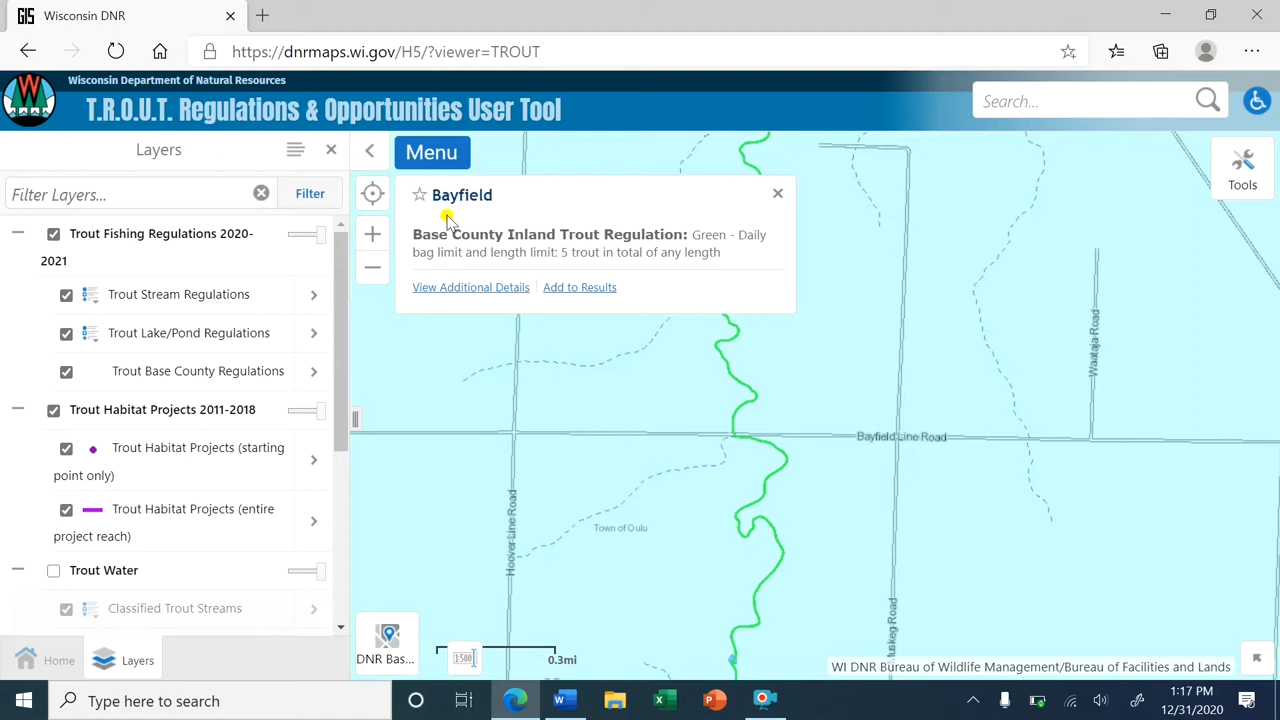 GIS
Wisconsin DNR
https://dnrmaps.wi.gov/H5/?viewer=TROUT
Wisconsin Department of Natural Resources
T.R.O.U.T. Regulations & Opportunities User Tool
Search...
Layers
Menu
Tools
Filter Layers...
Filter
Bayfield
Base County Inland Trout Regulation: Green - Daily
bag limit and length limit: 5 trout in total of any length
View Additional Details
Add to Results
Trout Fishing Regulations 2020-
2021
Trout Stream Regulations
Trout Lake/Pond Regulations
Trout Base County Regulations
Trout Habitat Projects 2011-2018
Trout Habitat Projects (starting
point only)
Trout Habitat Projects (entire
project reach)
Trout Water
Classified Trout Streams
Waataja Road
Bayfield Line Road
Hoover Line Road
Town of Oulu
Muskeg Road
DNR Bas...
0.3mi
WI DNR Bureau of Wildlife Management/Bureau of Facilities and Lands
Home
Layers
Type here to search
1:17 PM
12/31/2020